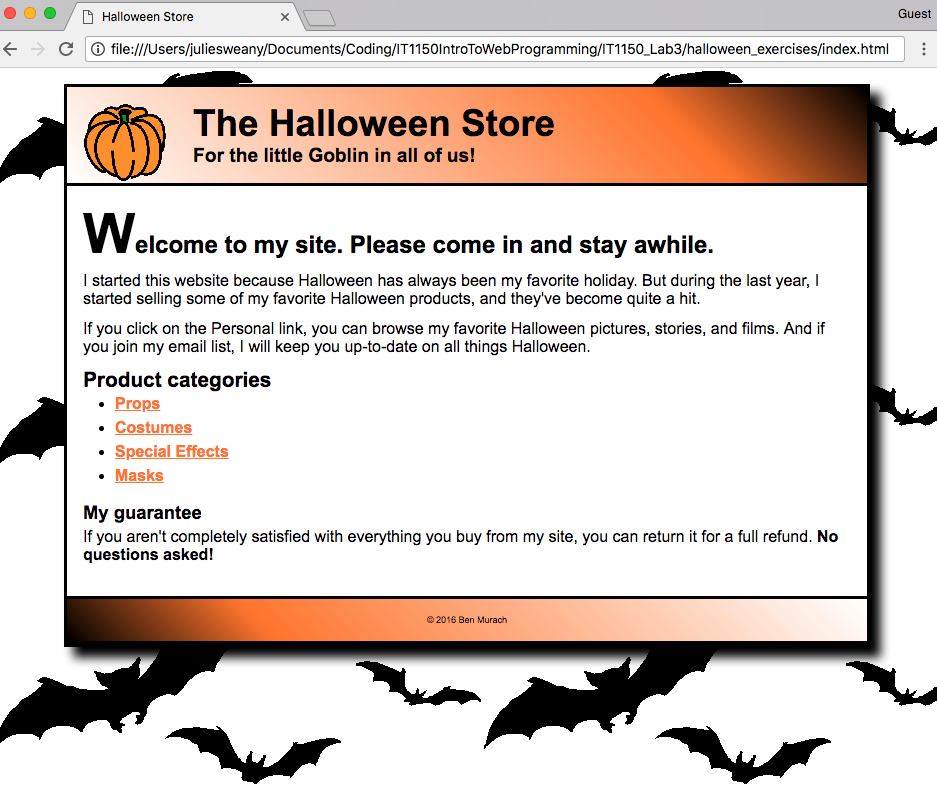 Halloween Store
Guest
file:///Users/juliesweany/Documents/Coding/IT1150IntroToWebProgramming/IT1150_Lab3/halloween_exercises/index.html
The Halloween Store
For the little Goblin in all of us!
Welcome to my site. Please come in and stay awhile.
I started this website because Halloween has always been my favorite holiday. But during the last year, I
started selling some of my favorite Halloween products, and they've become quite a hit.
If you click on the Personal link, you can browse my favorite Halloween pictures, stories, and films. And if
you join my email list, I will keep you up-to-date on all things Halloween.
Product categories
• Props
• Costumes
• Special Effects
• Masks
My guarantee
If you aren't completely satisfied with everything you buy from my site, you can return it for a full refund. No
questions asked!
© 2016 Ben Murach